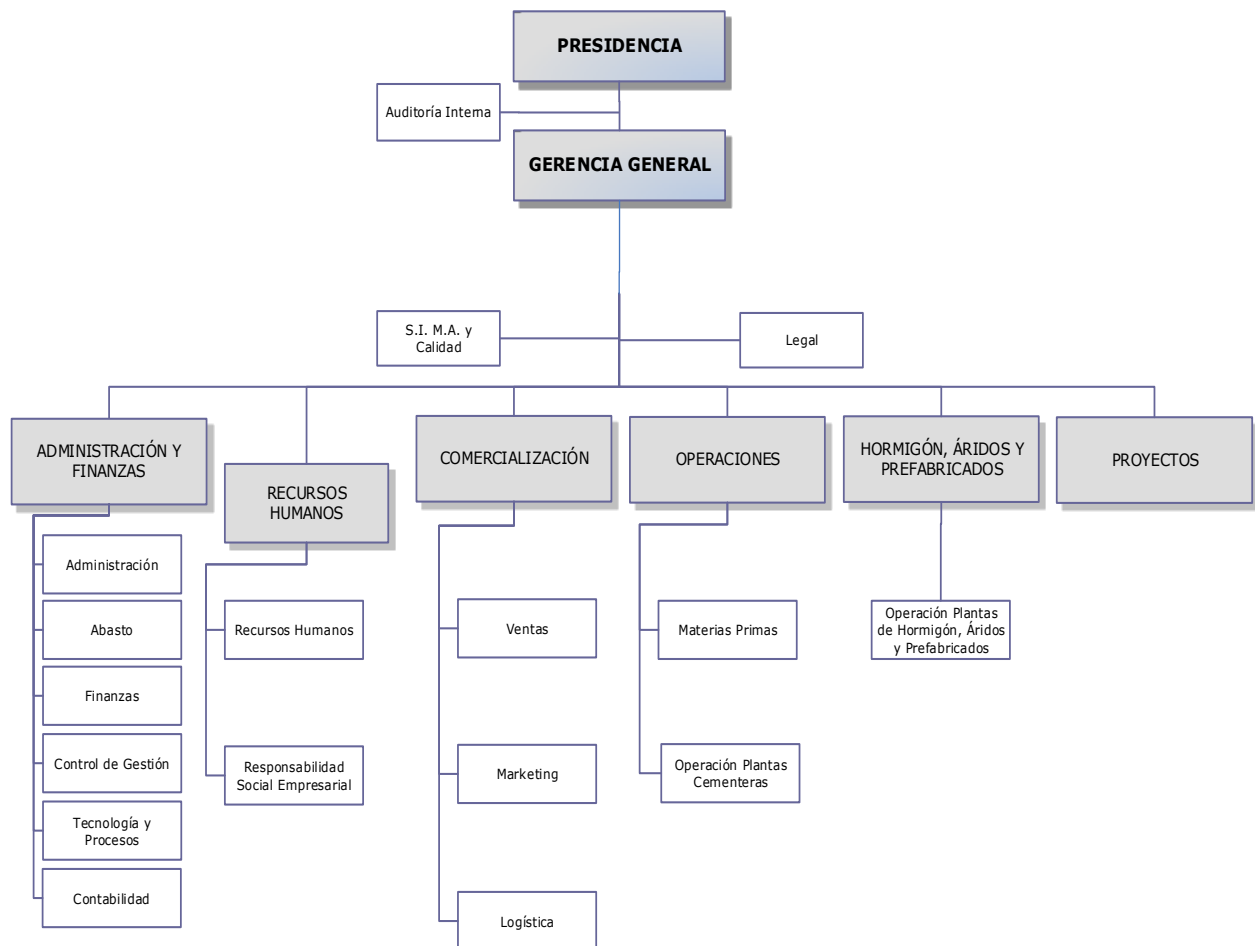 PRESIDENCIA
Auditoría Interna
GERENCIA GENERAL
S.I. M.A. y
Calidad
Legal
ADMINISTRACIÓN Y
FINANZAS
RECURSOS
HUMANOS
COMERCIALIZACIÓN
OPERACIONES
HORMIGÓN, ÁRIDOS Y
PREFABRICADOS
PROYECTOS
Administración
Abasto
Finanzas
Control de Gestión
Tecnología y
Procesos
Contabilidad
Recursos Humanos
Responsabilidad
Social Empresarial
Ventas
Marketing
Logística
Materias Primas
Operación Plantas
Cementeras
Operación Plantas
de Hormigón, Áridos
y Prefabricados